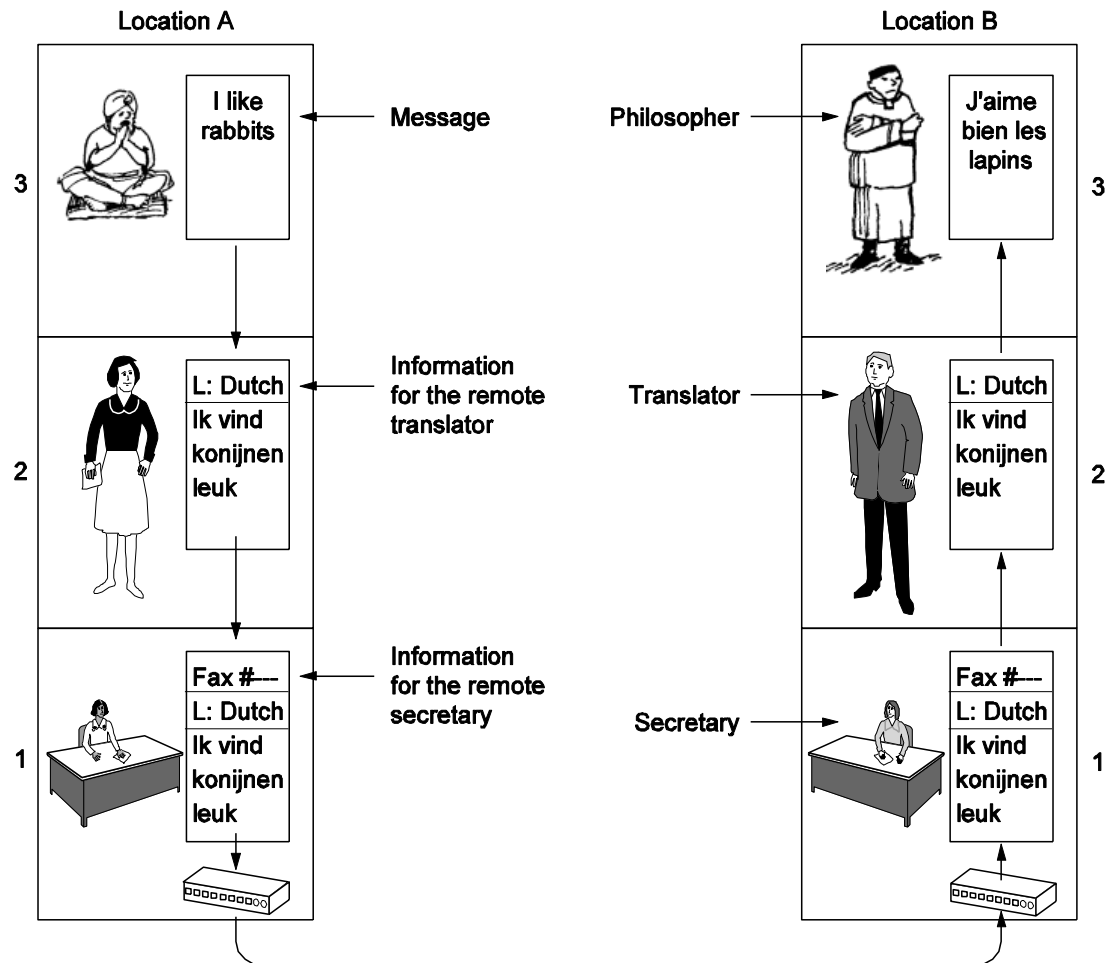 Location A
Location B
I like
rabbits
Message
Philosopher
J'aime
bien les
lapins
3
3
L: Dutch
Ik vind
konijnen
leuk
Information
for the remote
translator
Translator
L: Dutch
Ik vind
konijnen
leuk
2
2
Fax #---
L: Dutch
Ik vind
konijnen
leuk
Information
for the remote
secretary
Secretary
Fax #---
L: Dutch
Ik vind
konijnen
leuk
1
1